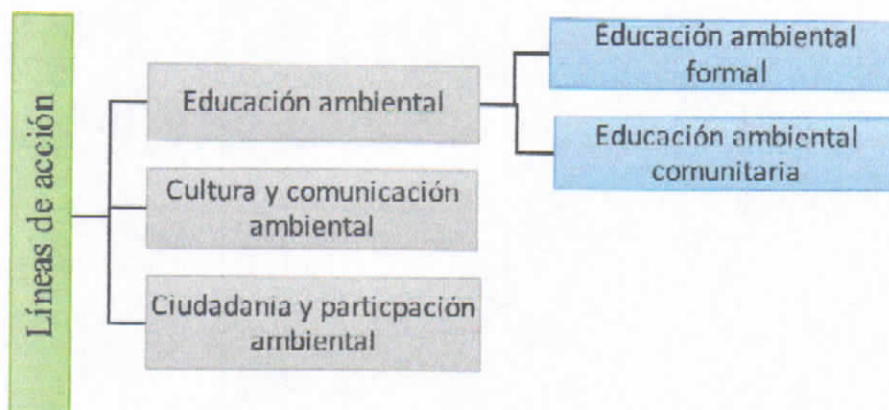 Líneas de acción
Educación ambiental
Educación ambiental
formal
Educación ambiental
comunitaria
Cultura y comunicación
ambiental
Ciudadanía y particpación
ambiental